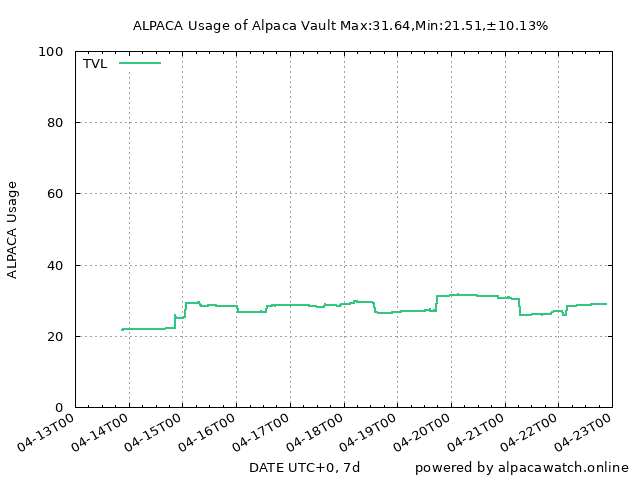 ALPACA Usage of Alpaca Vault Max:31.64,Min:21.51,±10.13%
TVL
100
80
60
40
20
0
ALPACA Usage
04-13T00
04-14T00
04-15T00
04-16T00
04-17T00
04-18T00
04-19T00
04-20T00
04-21T00
04-22T00
04-23T00
DATE UTC+0, 7d
powered by alpacawatch.online